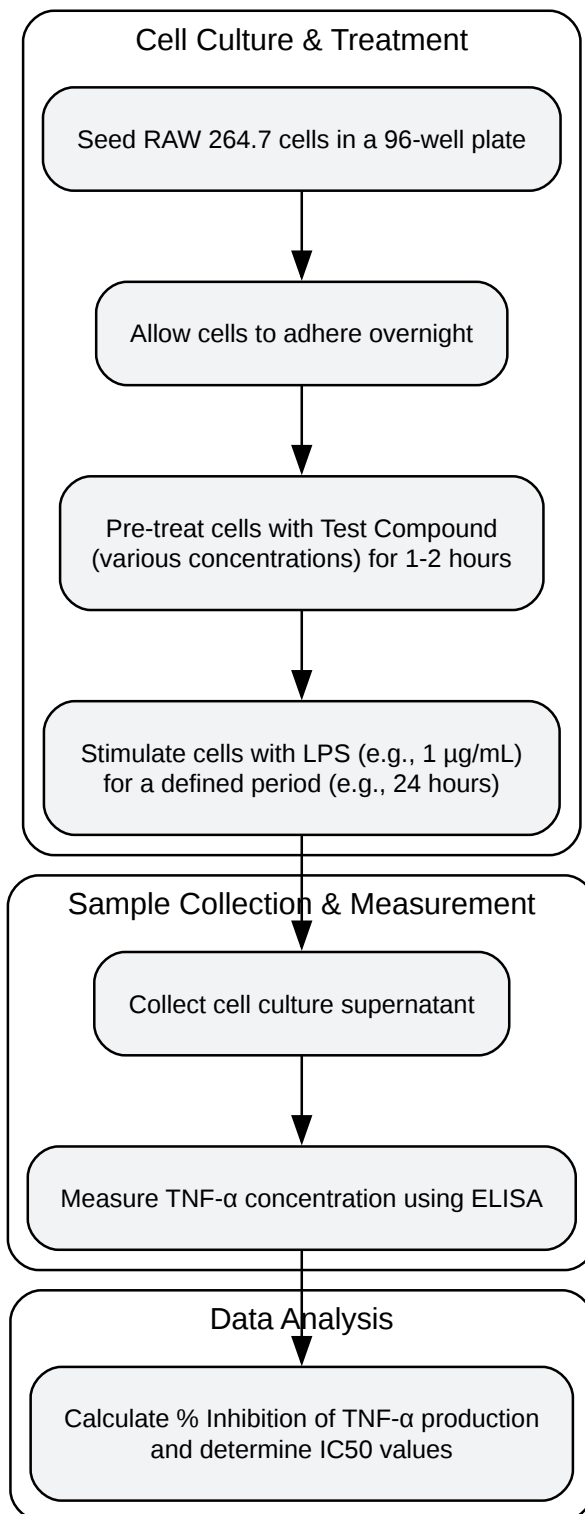 Cell Culture & Treatment
Seed RAW 264.7 cells in a 96-well plate
Allow cells to adhere overnight
Pre-treat cells with Test Compound
(various concentrations) for 1-2 hours
Stimulate cells with LPS (e.g., 1 µg/mL)
for a defined period (e.g., 24 hours)
Sample Collection & Measurement
Collect cell culture supernatant
Measure TNF-α concentration using ELISA
Data Analysis
Calculate % Inhibition of TNF-α production
and determine IC50 values